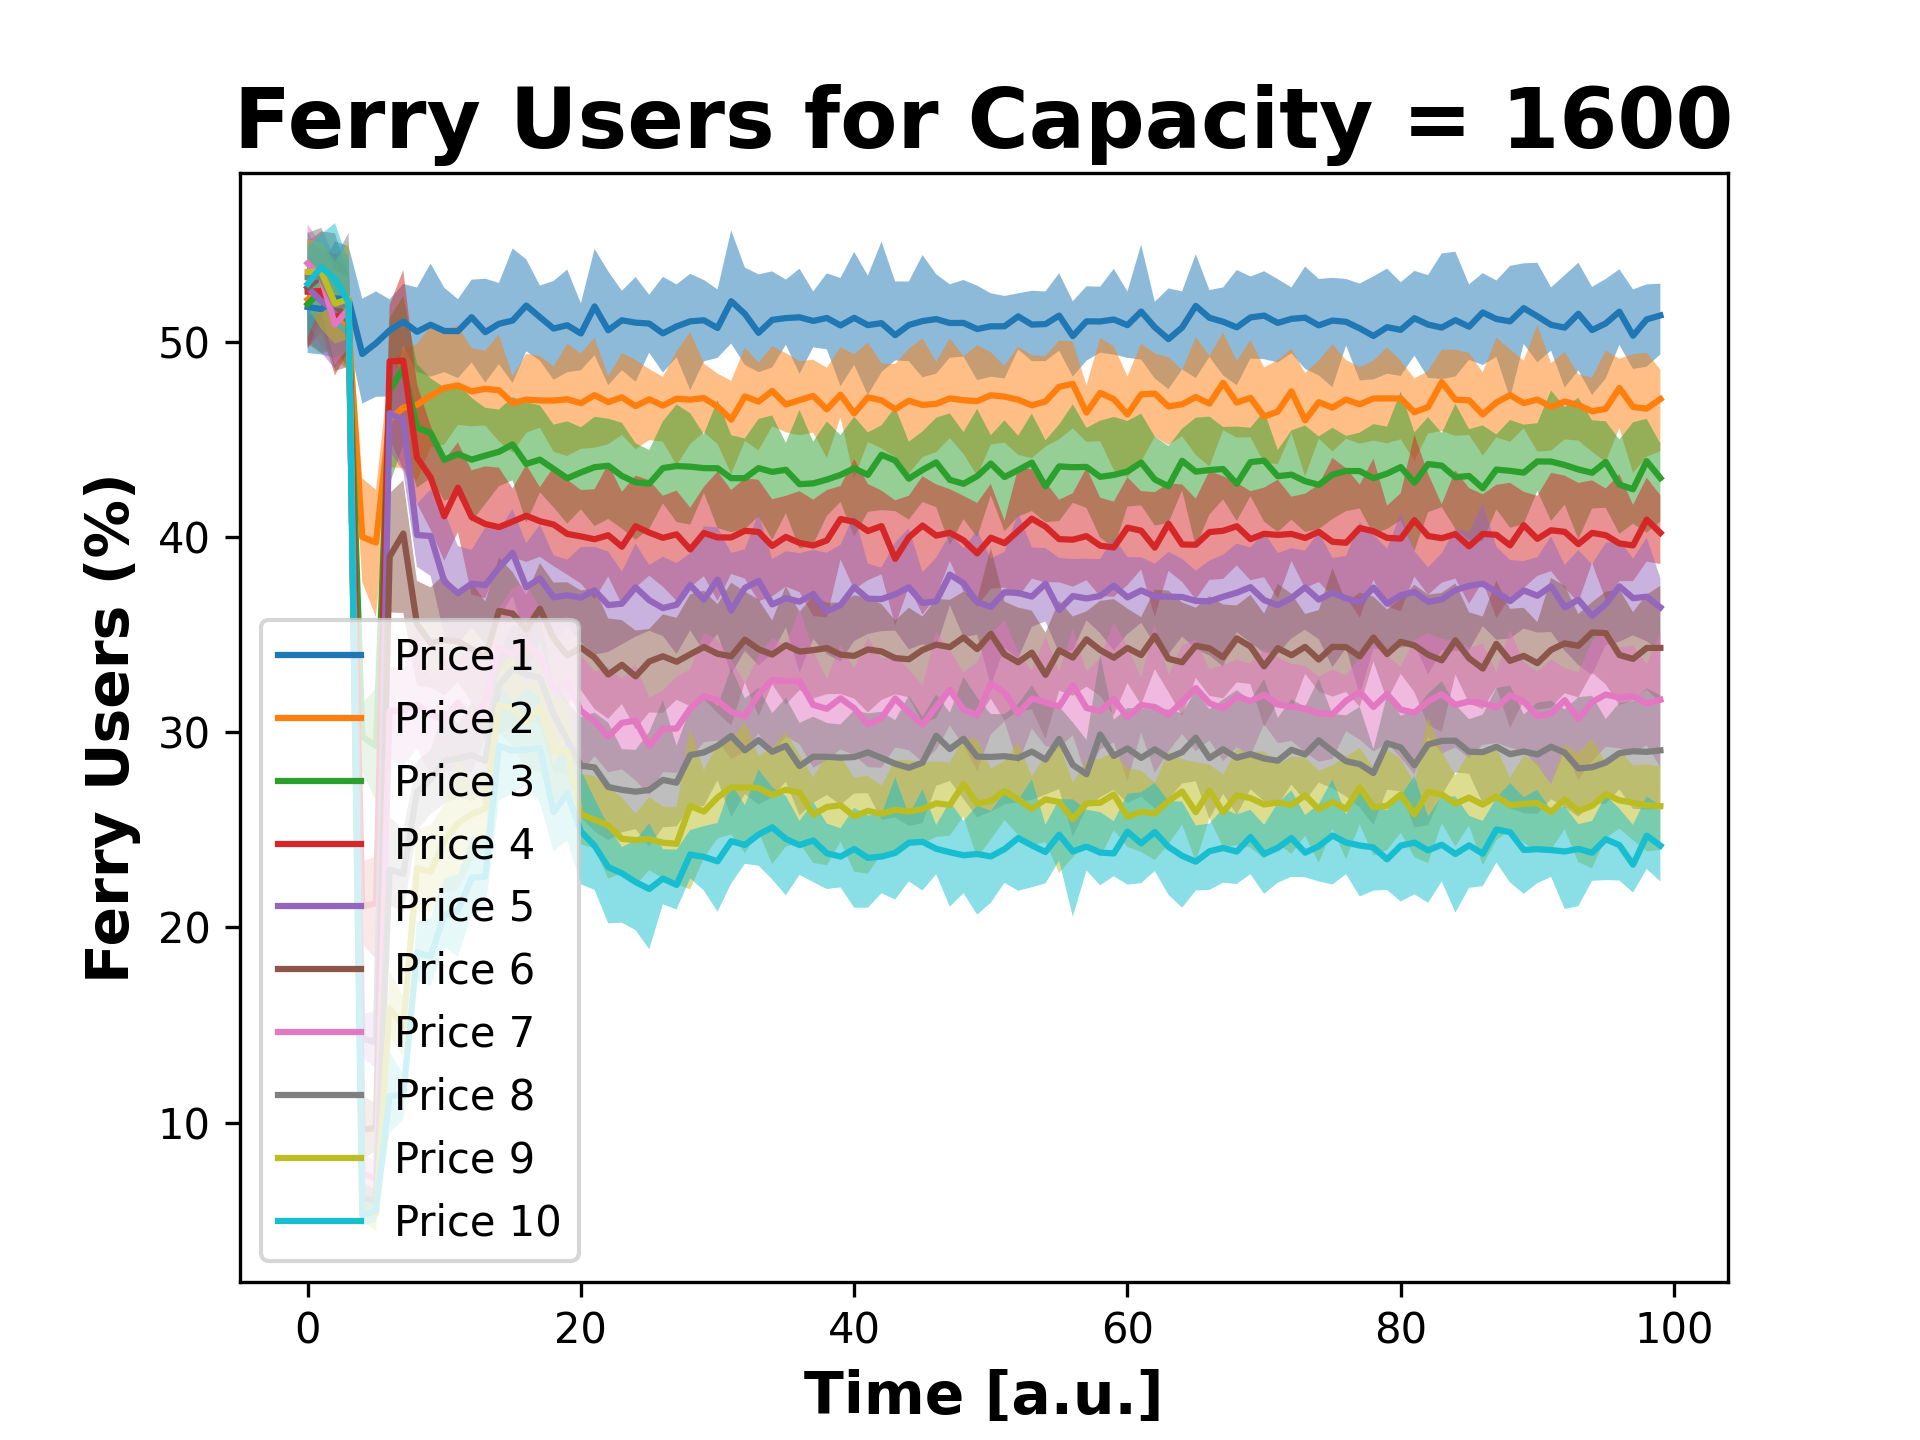 Ferry Users for Capacity = 1600
Ferry Users (%)
50
40
30
20
10
Price 1
Price 2
Price 3
Price 4
Price 5
Price 6
Price 7
Price 8
Price 9
Price 10
0 20 40 60 80 100
Time [a.u.]